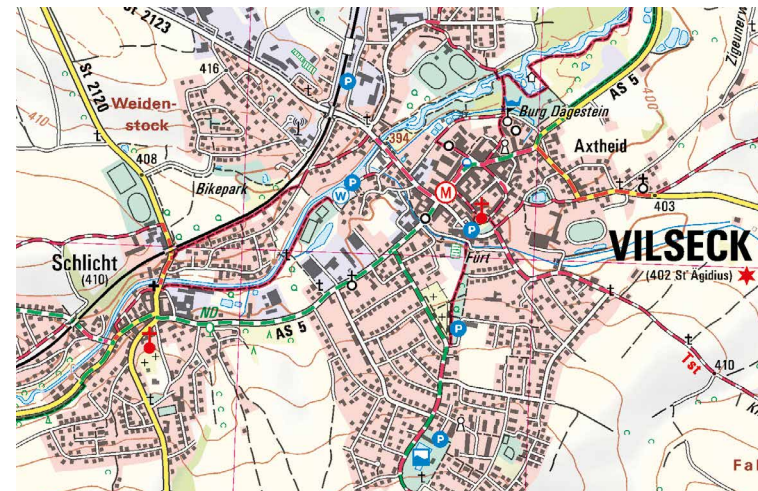 St 2123
St 2120
416
410
Weiden-
stock
408
Bikepark
394
P
W
P
M
P
Burg Dagestein
AS 5
400
Axtheid
403
VILSECK
(402 St Ägidius)
Schlicht
(410)
Furt
ND
AS 5
P
P
Tst
410
Fal